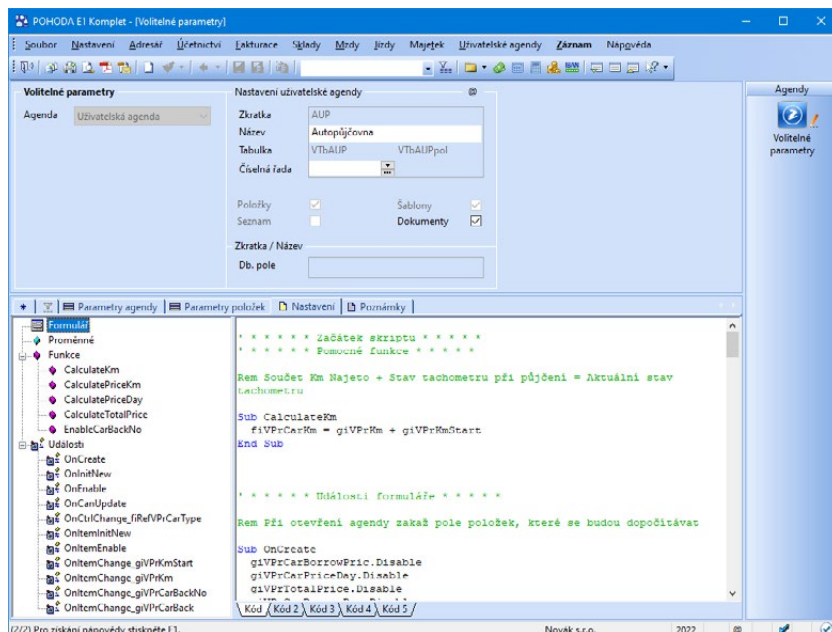 POHODA E1 Komplet - [Volitelné parametry]
Soubor Nastavení Adresář Účetnictví Fakturace Sklady Mzdy Jízdy Majetek Uživatelské agendy Záznam Nápověda
Volitelné parametry
Agenda Uživatelská agenda
Nastavení uživatelské agendy @
Zkratka AUP
Název Autopůjčovna
Tabulka VTbAUP VTbAUPpol
Číselná řada
Položky Šablony
Seznam Dokumenty
Zkratka / Název
Db. pole
Agendy
Volitelné
parametry
* Parametry agendy Parametry položek Nastavení Poznámky
Formulář
Proměnné
Funkce
CalculateKm
CalculatePriceKm
CalculatePriceDay
CalculateTotalPrice
EnableCarBackNo
Události
OnCreate
OnInitNew
OnEnable
OnCanUpdate
OnCtrlChange_fiRefVPrCarType
OnItemInitNew
OnItemEnable
OnItemChange_giVPrKmStart
OnItemChange_giVPrKm
OnItemChange_giVPrCarBackNo
OnItemChange_giVPrCarBack
' * * * * * Začátek skriptu * * * * *
' * * * * * Pomocné funkce * * * * *
Rem Součet Km Najeto + Stav tachometru při půjčení = Aktuální stav
tachometru
Sub CalculateKm
fiVPrCarKm = giVPrKm + giVPrKmStart
End Sub
' * * * * * Události formuláře * * * * *
Rem Při otevření agendy zakaž pole položek, které se budou dopočítávat
Sub OnCreate
giVPrCarBorrowPric.Disable
giVPrCarPriceDay.Disable
giVPrTotalPrice.Disable
Kód Kód 2 Kód 3 Kód 4 Kód 5
(2/2) Pro získání nápovědy stiskněte F1. Novák s.r.o. 2022 @